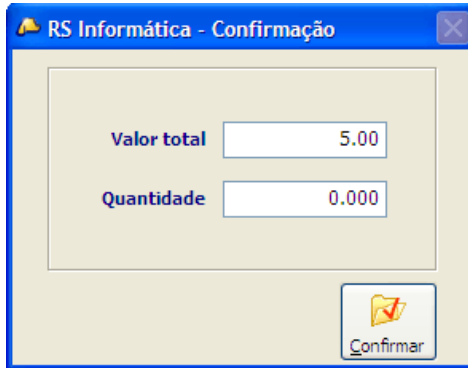 RS Informática - Confirmação
Valor total 5.00
Quantidade 0.000
Confirmar